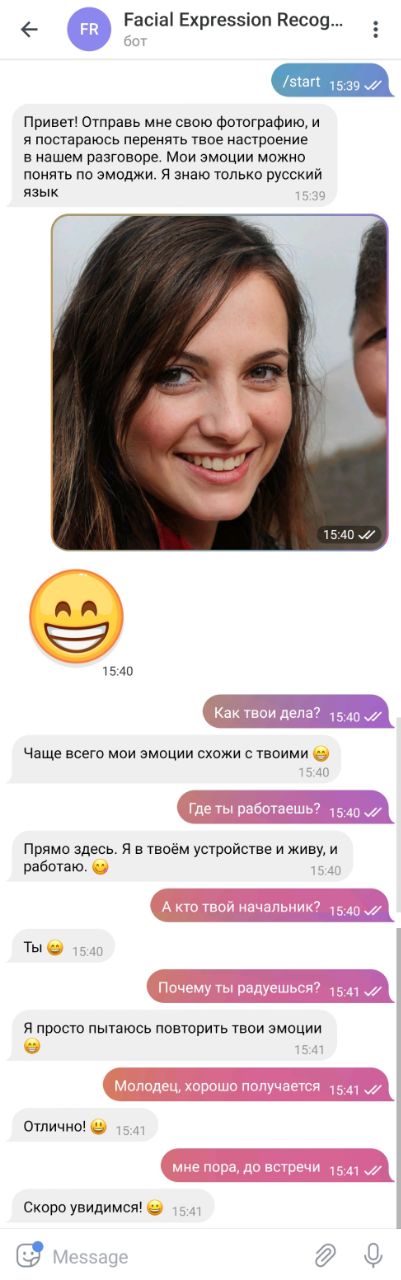 FR
Facial Expression Recog...
бот
/start 15:39
Привет! Отправь мне свою фотографию, и
я постараюсь перенять твое настроение
в нашем разговоре. Мои эмоции можно
понять по эмоджи. Я знаю только русский
язык 15:39
15:40
15:40
Как твои дела? 15:40
Чаще всего мои эмоции схожи с твоими 😁
15:40
Где ты работаешь? 15:40
Прямо здесь. Я в твоём устройстве и живу, и
работаю. 😋 15:40
А кто твой начальник? 15:40
Ты 😄 15:40
Почему ты радуешься? 15:41
Я просто пытаюсь повторить твои эмоции
😁 15:41
Молодец, хорошо получается 15:41
Отлично! 😃 15:41
мне пора, до встречи 15:41
Скоро увидимся! 😀 15:41
Message